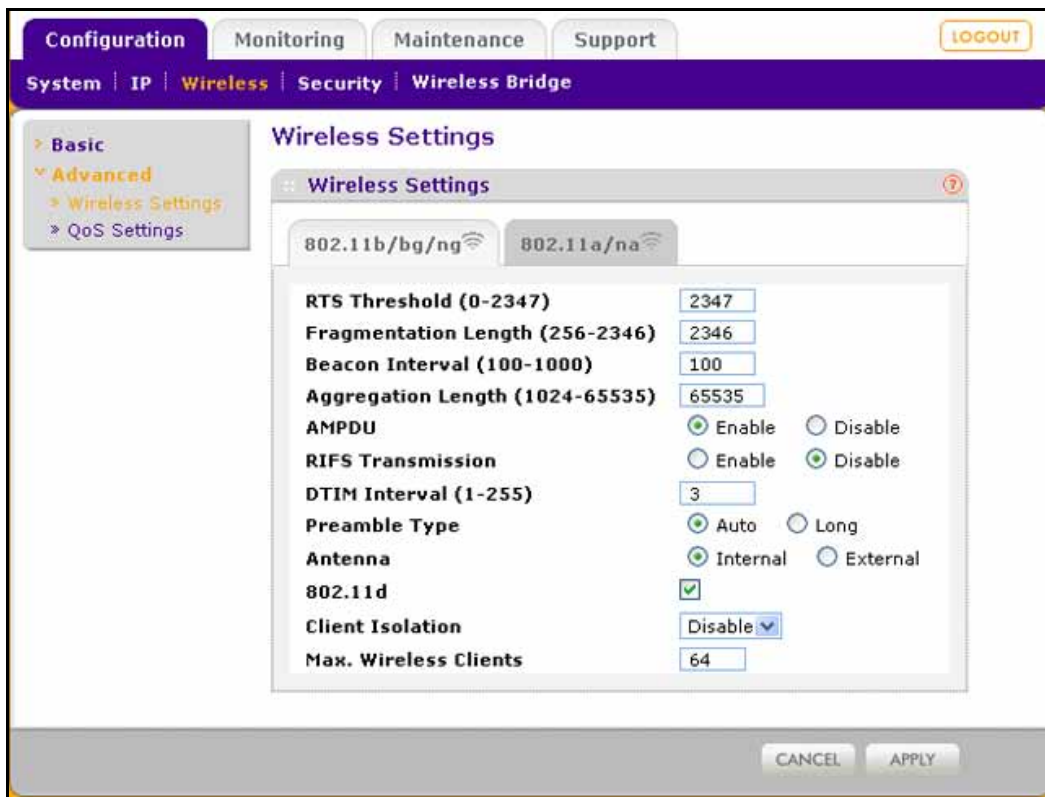 Configuration Monitoring Maintenance Support LOGOUT
System IP Wireless Security Wireless Bridge
Basic
Advanced
Wireless Settings
QoS Settings
Wireless Settings
Wireless Settings ?
802.11b/bg/ng 802.11a/na
RTS Threshold (0-2347) 2347
Fragmentation Length (256-2346) 2346
Beacon Interval (100-1000) 100
Aggregation Length (1024-65535) 65535
AMPDU Enable Disable
RIFS Transmission Enable Disable
DTIM Interval (1-255) 3
Preamble Type Auto Long
Antenna Internal External
802.11d
Client Isolation Disable
Max. Wireless Clients 64
CANCEL APPLY